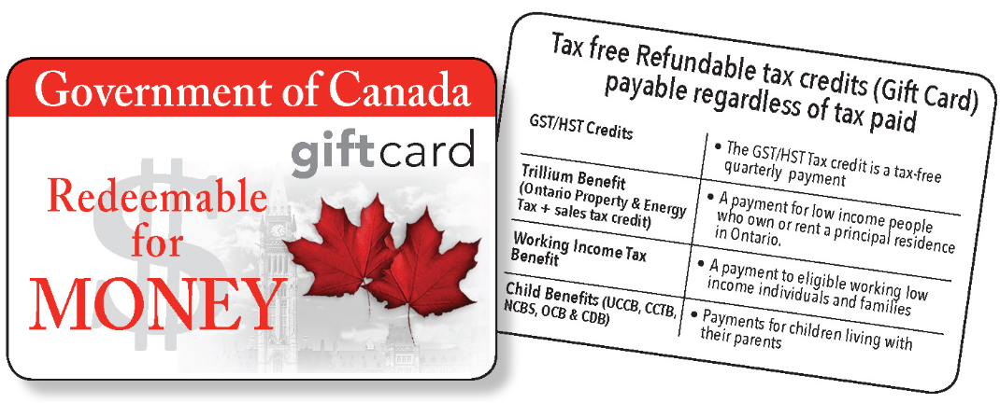 Government of Canada
giftcard
Redeemable
for
MONEY
$
Tax free Refundable tax credits (Gift Card)
payable regardless of tax paid
GST/HST Credits
• The GST/HST Tax credit is a tax-free
quarterly payment
Trillium Benefit
(Ontario Property & Energy
Tax + sales tax credit)
• A payment for low income people
who own or rent a principal residence
in Ontario.
Working Income Tax
Benefit
• A payment to eligible working low
income individuals and families
Child Benefits (UCCB, CCTB,
NCBS, OCB & CDB)
• Payments for children living with
their parents